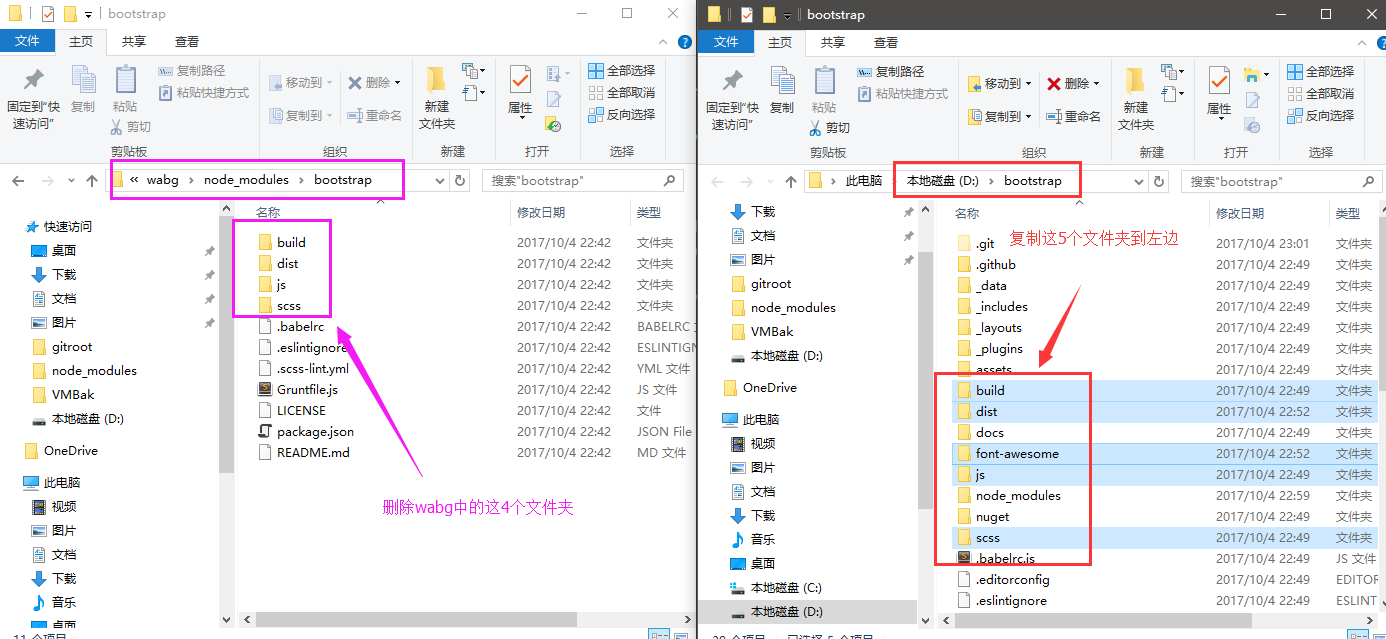 bootstrap
文件
主页
共享
查看
固定到"快
速访问"
复制
粘贴
复制路径
粘贴快捷方式
剪切
剪贴板
移动到
复制到
删除
重命名
组织
新建
文件夹
新建
属性
打开
全部选择
全部取消
反向选择
选择
« wabg › node_modules › bootstrap
搜索"bootstrap"
快速访问
桌面
下载
文档
图片
gitroot
node_modules
VMBak
本地磁盘 (D:)
OneDrive
此电脑
视频
图片
文档
下载
音乐
桌面
名称 修改日期 类型
build 2017/10/4 22:42 文件夹
dist 2017/10/4 22:42 文件夹
js 2017/10/4 22:42 文件夹
scss 2017/10/4 22:42 文件夹
.babelrc 2017/10/4 22:42 BABELRC
.eslintignore 2017/10/4 22:42 ESLINTIGN
.scss-lint.yml 2017/10/4 22:42 YML 文件
Gruntfile.js 2017/10/4 22:42 JS 文件
LICENSE 2017/10/4 22:42 文件
package.json 2017/10/4 22:42 JSON File
README.md 2017/10/4 22:42 MD 文件
删除wabg中的这4个文件夹
11 个项目
bootstrap
文件
主页
共享
查看
固定到"快
速访问"
复制
粘贴
复制路径
粘贴快捷方式
剪切
剪贴板
移动到
复制到
删除
重命名
组织
新建
文件夹
新建
属性
打开
全部选择
全部取消
反向选择
选择
› 此电脑 › 本地磁盘 (D:) › bootstrap
搜索"bootstrap"
下载
文档
图片
gitroot
node_modules
VMBak
本地磁盘 (D:)
OneDrive
此电脑
视频
图片
文档
下载
音乐
桌面
本地磁盘 (C:)
本地磁盘 (D:)
名称 修改日期 类型
复制这5个文件夹到左边
.git 2017/10/4 23:01 文件夹
.github 2017/10/4 22:49 文件夹
_data 2017/10/4 22:49 文件夹
_includes 2017/10/4 22:49 文件夹
_layouts 2017/10/4 22:49 文件夹
_plugins 2017/10/4 22:49 文件夹
assets 2017/10/4 22:49 文件夹
build 2017/10/4 22:49 文件夹
dist 2017/10/4 22:52 文件夹
docs 2017/10/4 22:49 文件夹
font-awesome 2017/10/4 22:52 文件夹
js 2017/10/4 22:49 文件夹
node_modules 2017/10/4 22:59 文件夹
nuget 2017/10/4 22:49 文件夹
scss 2017/10/4 22:49 文件夹
.babelrc.js 2017/10/4 22:49 JS 文件
.editorconfig 2017/10/4 22:49 EDITOR
.eslintignore 2017/10/4 22:49 ESLINT
个项目 已选择 5 个项目